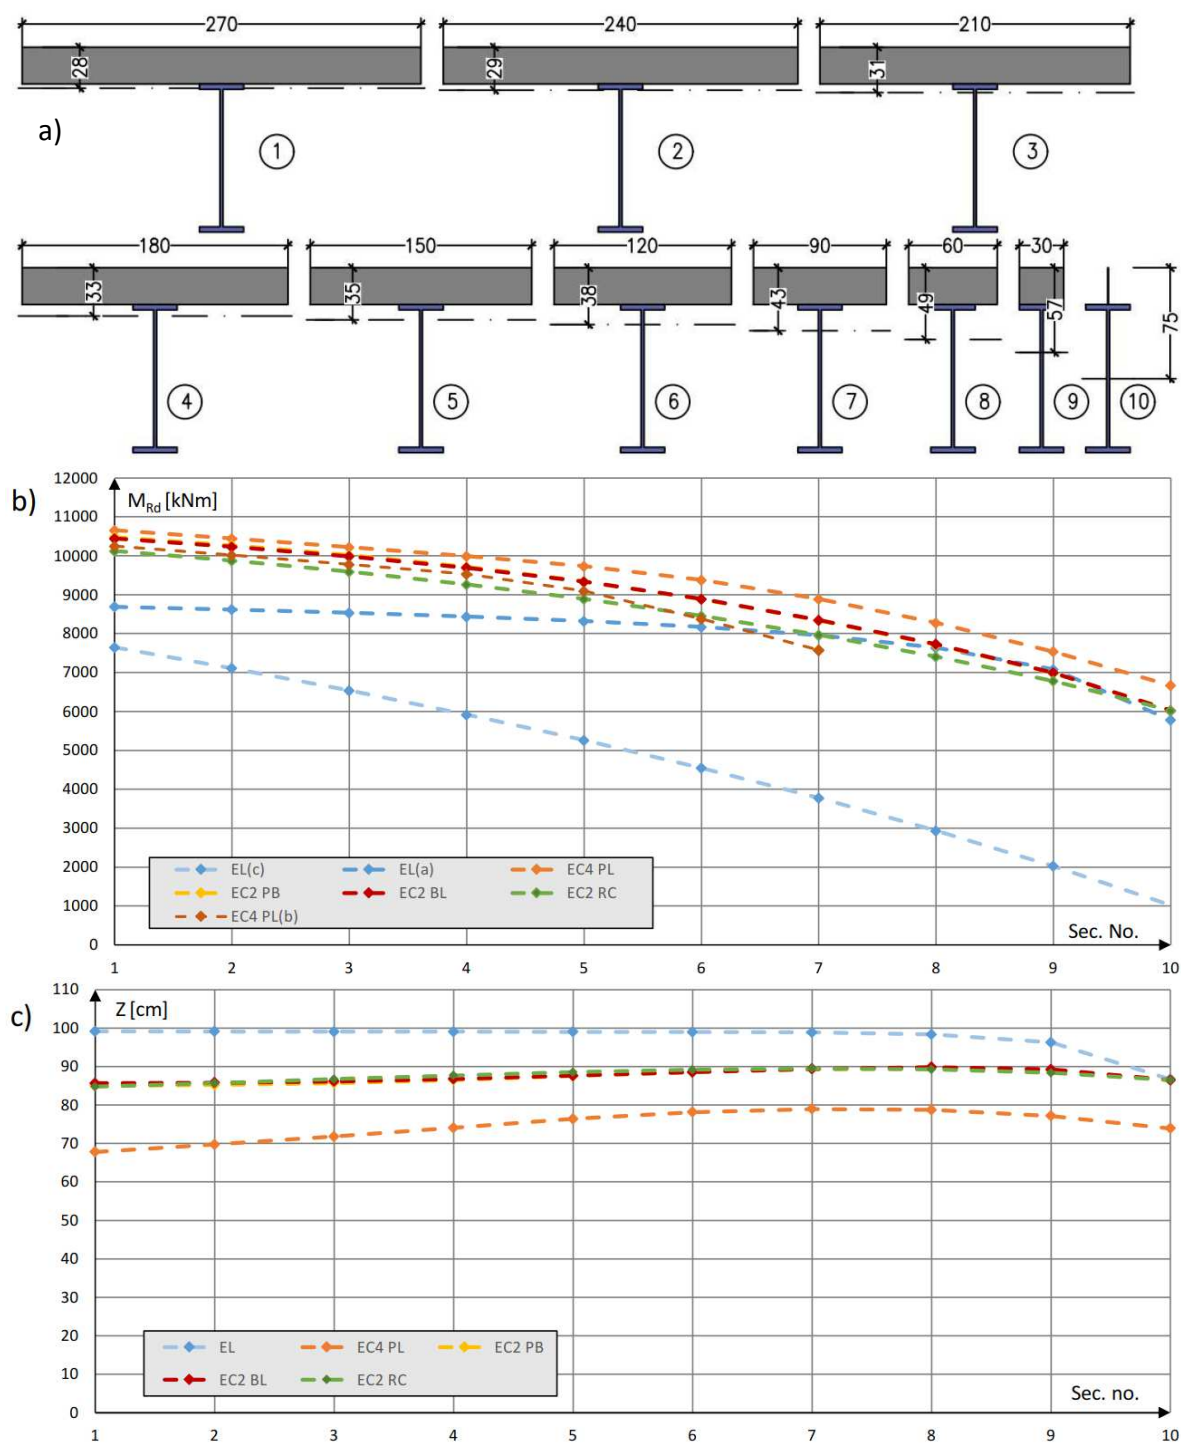 270 240 210
28 29 31
a)
1 2 3
180 150 120 90 60 30
33 35 38 43 49 57 75
4 5 6 7 8 9 10
b)
M_Rd [kNm]
12000
11000
10000
9000
8000
7000
6000
5000
4000
3000
2000
1000
0
EL(c) EL(a) EC4 PL
EC2 PB EC2 BL EC2 RC
EC4 PL(b)
Sec. No.
1 2 3 4 5 6 7 8 9 10
c)
Z [cm]
110
100
90
80
70
60
50
40
30
20
10
0
EL EC4 PL EC2 PB
EC2 BL EC2 RC
Sec. no.
1 2 3 4 5 6 7 8 9 10